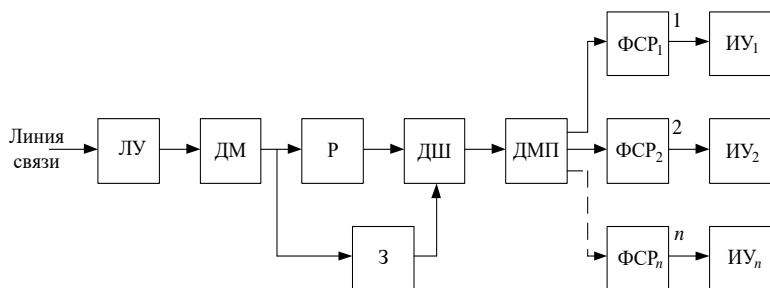 1
ФСР₁
ИУ₁
Линия
связи
ЛУ
ДМ
Р
ДШ
ДМП
2
ФСР₂
ИУ₂
З
n
ФСРₙ
ИУₙ